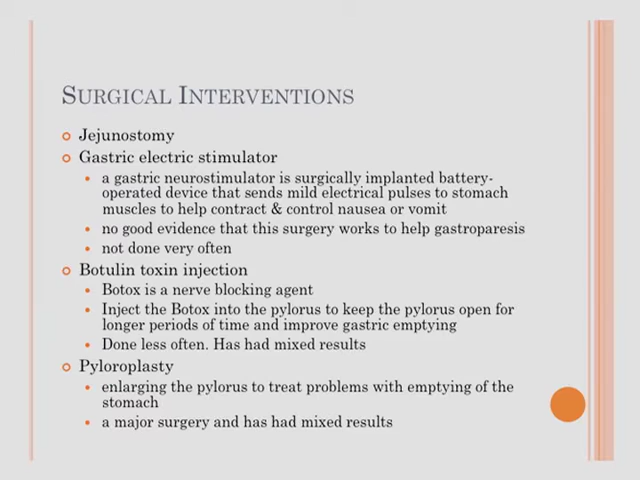 SURGICAL INTERVENTIONS
Jejunostomy
Gastric electric stimulator
a gastric neurostimulator is surgically implanted battery-
operated device that sends mild electrical pulses to stomach
muscles to help contract & control nausea or vomit
no good evidence that this surgery works to help gastroparesis
not done very often
Botulin toxin injection
Botox is a nerve blocking agent
Inject the Botox into the pylorus to keep the pylorus open for
longer periods of time and improve gastric emptying
Done less often. Has had mixed results
Pyloroplasty
enlarging the pylorus to treat problems with emptying of the
stomach
a major surgery and has had mixed results